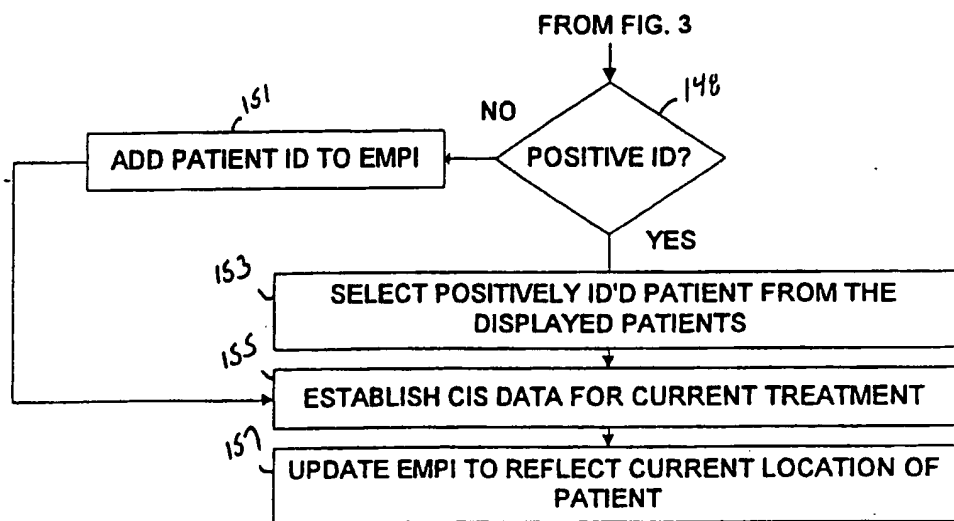 FROM FIG. 3
148
NO
151
ADD PATIENT ID TO EMPI
POSITIVE ID?
YES
153
SELECT POSITIVELY ID'D PATIENT FROM THE
DISPLAYED PATIENTS
155
ESTABLISH CIS DATA FOR CURRENT TREATMENT
157
UPDATE EMPI TO REFLECT CURRENT LOCATION OF
PATIENT